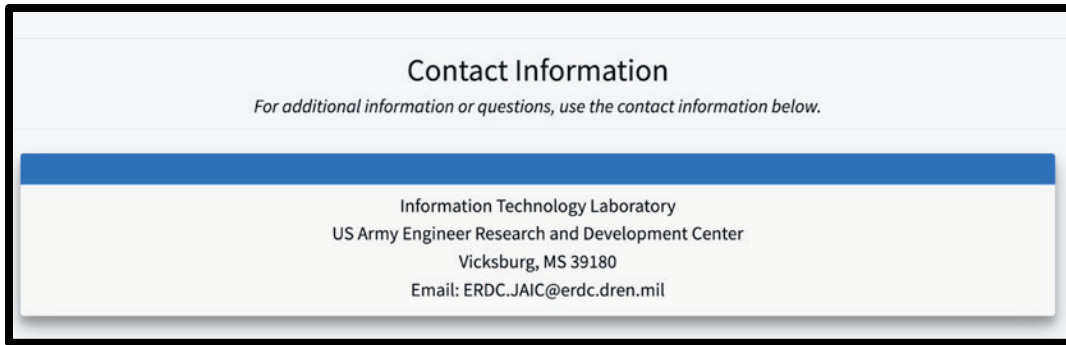 Contact Information
For additional information or questions, use the contact information below.
Information Technology Laboratory
US Army Engineer Research and Development Center
Vicksburg, MS 39180
Email: ERDC.JAIC@erdc.dren.mil